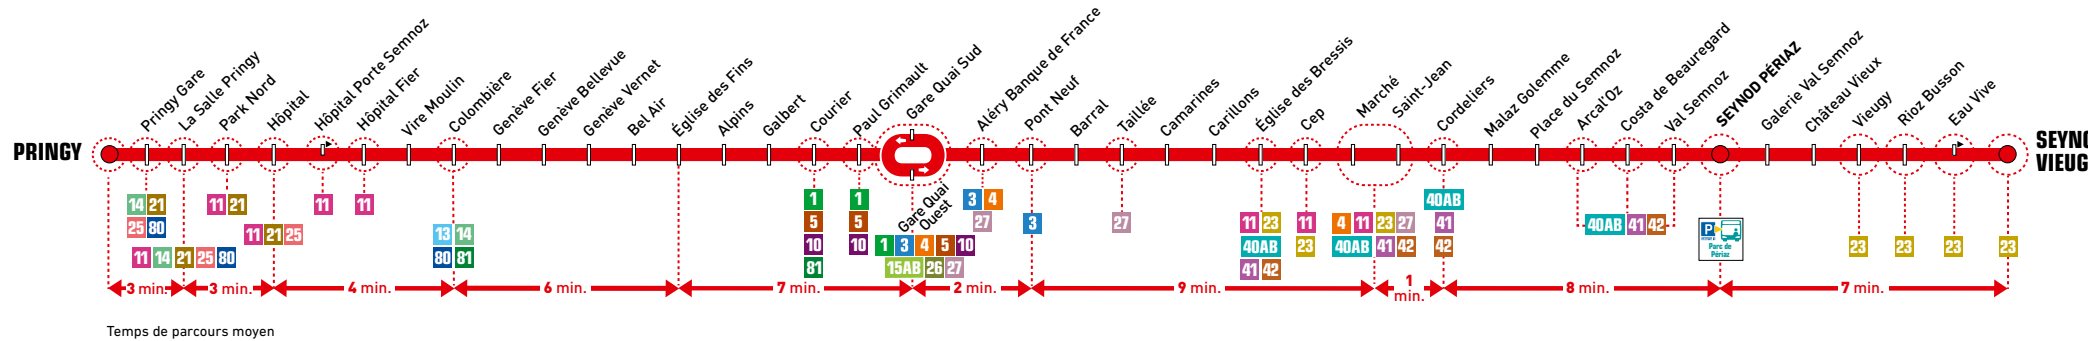 PRINGY
Pringy Gare
La Salle Pringy
Park Nord
Hôpital
Hôpital Porte Semnoz
Hôpital Fier
Vire Moulin
Colombière
Genève Fier
Genève Bellevue
Genève Vernet
Bel Air
Église des Fins
Alpins
Galbert
Courier
Paul Grimault
Gare Quai Sud
Aléry Banque de France
Pont Neuf
Barral
Taillée
Camarines
Carillons
Église des Bressis
Cep
Marché
Saint-Jean
Cordeliers
Malaz Golemme
Place du Semnoz
Arcal'Oz
Costa de Beauregard
Val Semnoz
SEYNOD PÉRIAZ
Galerie Val Semnoz
Château Vieux
Vieugy
Rioz Busson
Eau Vive
SEYNO
VIEUG
14 21
25 80
11 14 21 25 80
11 21
11 21 25
11
11
13 14
80 81
1
5
10
81
1
5
10
Gare Quai
Ouest
1 3 4 5 10
15AB 26 27
3 4
27
3
27
11 23
40AB
41 42
11
23
4 11 23 27
40AB 41 42
40AB
41
42
40AB 41 42
P
Parc de
Périaz
23
23
23
23
3 min.
3 min.
4 min.
6 min.
7 min.
2 min.
9 min.
1
min.
8 min.
7 min.
Temps de parcours moyen